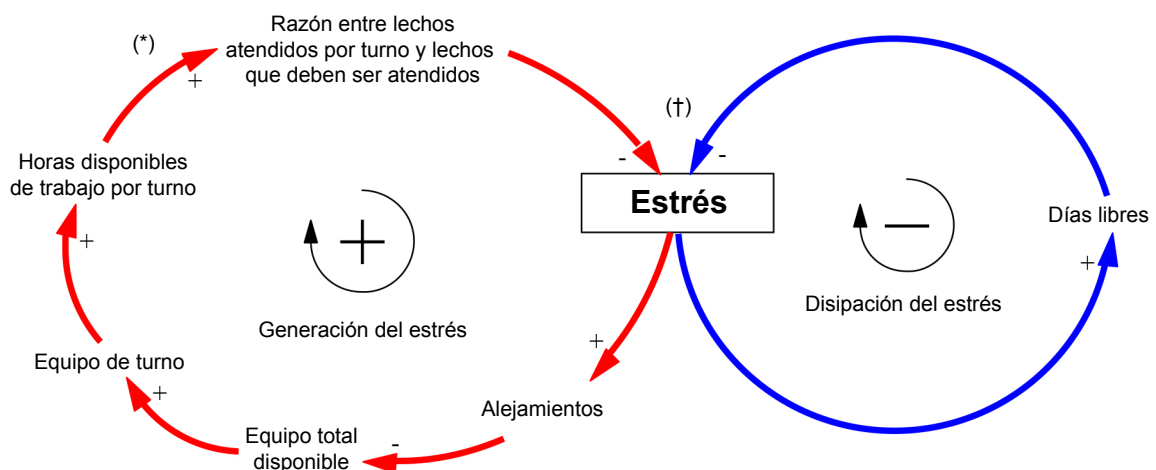 (*)
+
Razón entre lechos
atendidos por turno y lechos
que deben ser atendidos
-
(†)
-
Estrés
Horas disponibles
de trabajo por turno
+
+
Generación del estrés
Equipo de turno
+
Equipo total
disponible
-
Alejamientos
+
Días libres
+
-
Disipación del estrés